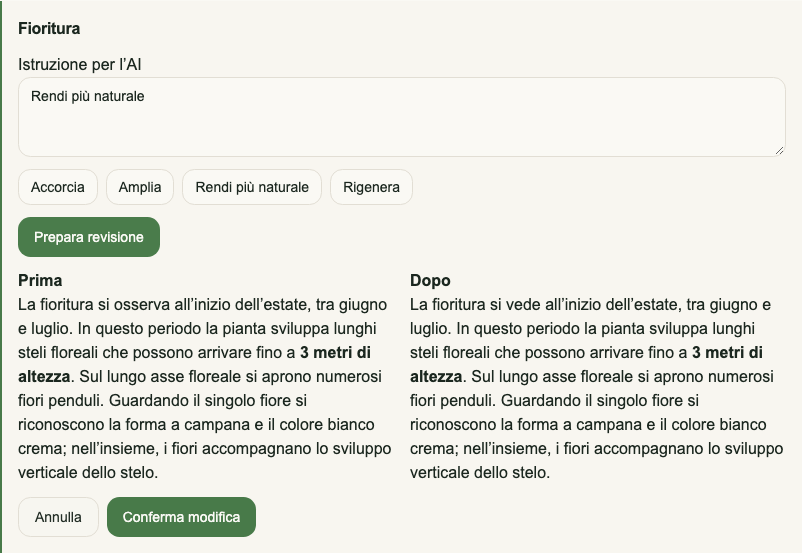 Fioritura
Istruzione per l’AI
Rendi più naturale
Accorcia
Amplia
Rendi più naturale
Rigenera
Prepara revisione
Prima
La fioritura si osserva all’inizio dell’estate, tra giugno
e luglio. In questo periodo la pianta sviluppa lunghi
steli floreali che possono arrivare fino a 3 metri di
altezza. Sul lungo asse floreale si aprono numerosi
fiori penduli. Guardando il singolo fiore si
riconoscono la forma a campana e il colore bianco
crema; nell’insieme, i fiori accompagnano lo sviluppo
verticale dello stelo.
Dopo
La fioritura si vede all’inizio dell’estate, tra giugno e
luglio. In questo periodo la pianta sviluppa lunghi
steli floreali che possono arrivare fino a 3 metri di
altezza. Sul lungo asse floreale si aprono numerosi
fiori penduli. Guardando il singolo fiore si
riconoscono la forma a campana e il colore bianco
crema; nell’insieme, i fiori accompagnano lo sviluppo
verticale dello stelo.
Annulla
Conferma modifica